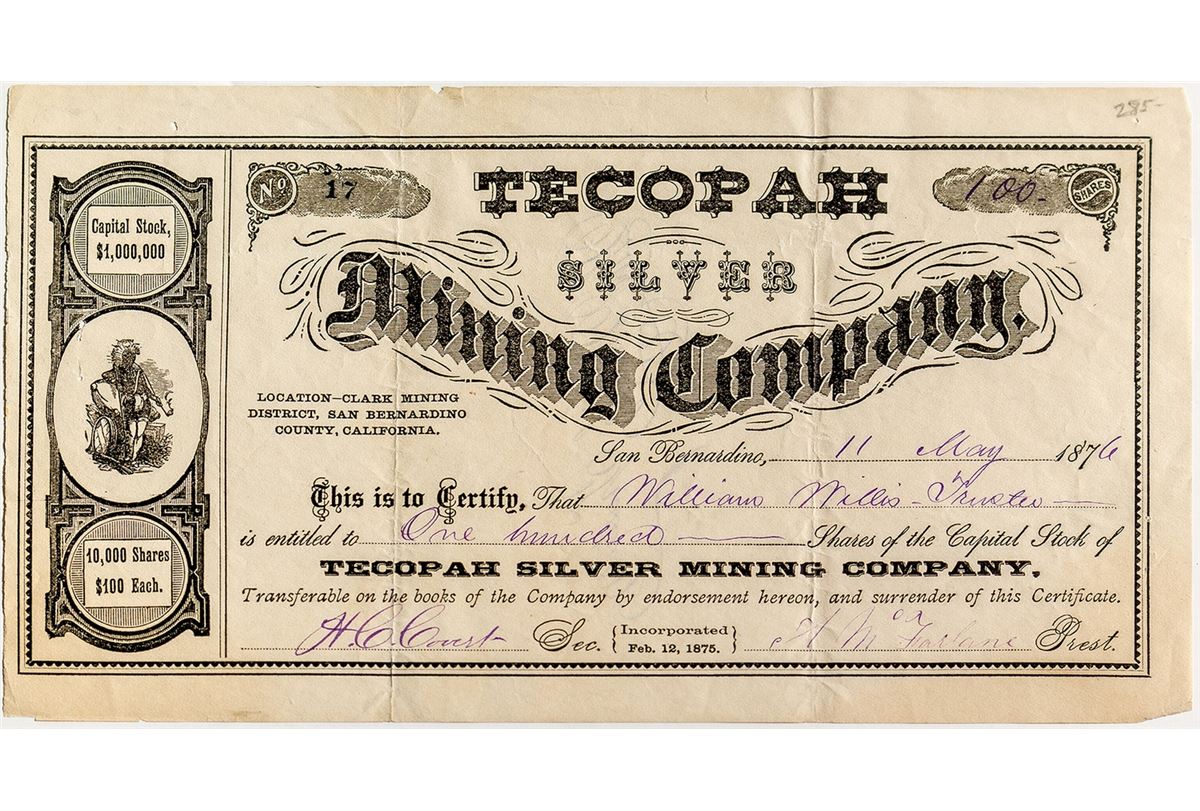 285-
No 17
TECOPAH
100- SHARES
Capital Stock,
$1,000,000
SILVER
Mining Company.
LOCATION—CLARK MINING
DISTRICT, SAN BERNARDINO
COUNTY, CALIFORNIA.
San Bernardino, 11 May 1876
This is to Certify, That William Willis - Trustee
is entitled to One hundred Shares of the Capital Stock of
10,000 Shares
$100 Each.
TECOPAH SILVER MINING COMPANY,
Transferable on the books of the Company by endorsement hereon, and surrender of this Certificate.
H C Covert Sec. { Incorporated Feb. 12, 1875. } McFarlane Prest.